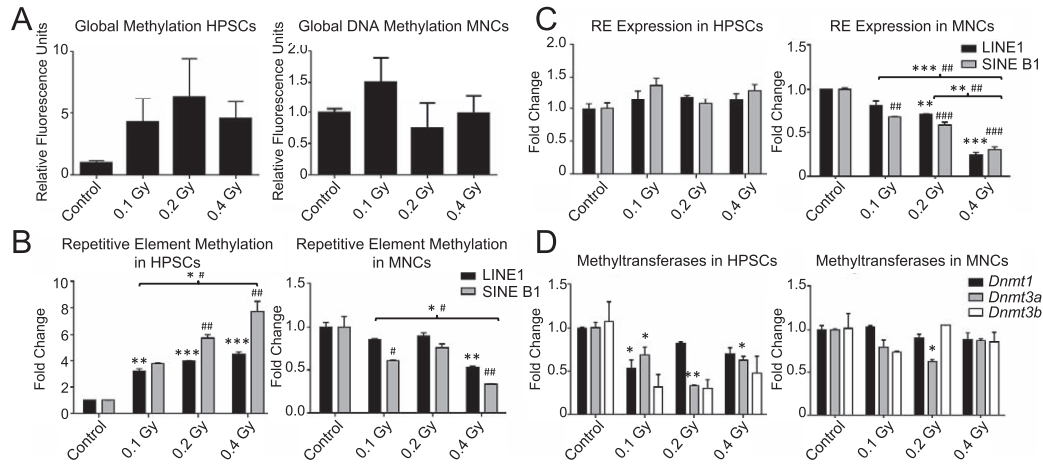 A
Global Methylation HPSCs
Relative Fluorescence Units
10
5
0
Control
0.1 Gy
0.2 Gy
0.4 Gy
Global DNA Methylation MNCs
Relative Fluorescence Units
2.0
1.5
1.0
0.5
0
Control
0.1 Gy
0.2 Gy
0.4 Gy
B
Repetitive Element Methylation
in HPSCs
Fold Change
10
8
6
4
2
0
* #
**
***
##
***
##
Control
0.1 Gy
0.2 Gy
0.4 Gy
Repetitive Element Methylation
in MNCs
LINE1
SINE B1
Fold Change
1.5
1.0
0.5
0
* #
#
**
##
Control
0.1 Gy
0.2 Gy
0.4 Gy
C
RE Expression in HPSCs
Fold Change
2.0
1.5
1.0
0.5
0
Control
0.1 Gy
0.2 Gy
0.4 Gy
RE Expression in MNCs
LINE1
SINE B1
Fold Change
1.5
1.0
0.5
0
*** ##
** ##
##
**
###
***
###
Control
0.1 Gy
0.2 Gy
0.4 Gy
D
Methyltransferases in HPSCs
Fold Change
1.5
1.0
0.5
0
*
*
**
*
Control
0.1 Gy
0.2 Gy
0.4 Gy
Methyltransferases in MNCs
Dnmt1
Dnmt3a
Dnmt3b
Fold Change
1.5
1.0
0.5
0
*
Control
0.1 Gy
0.2 Gy
0.4 Gy